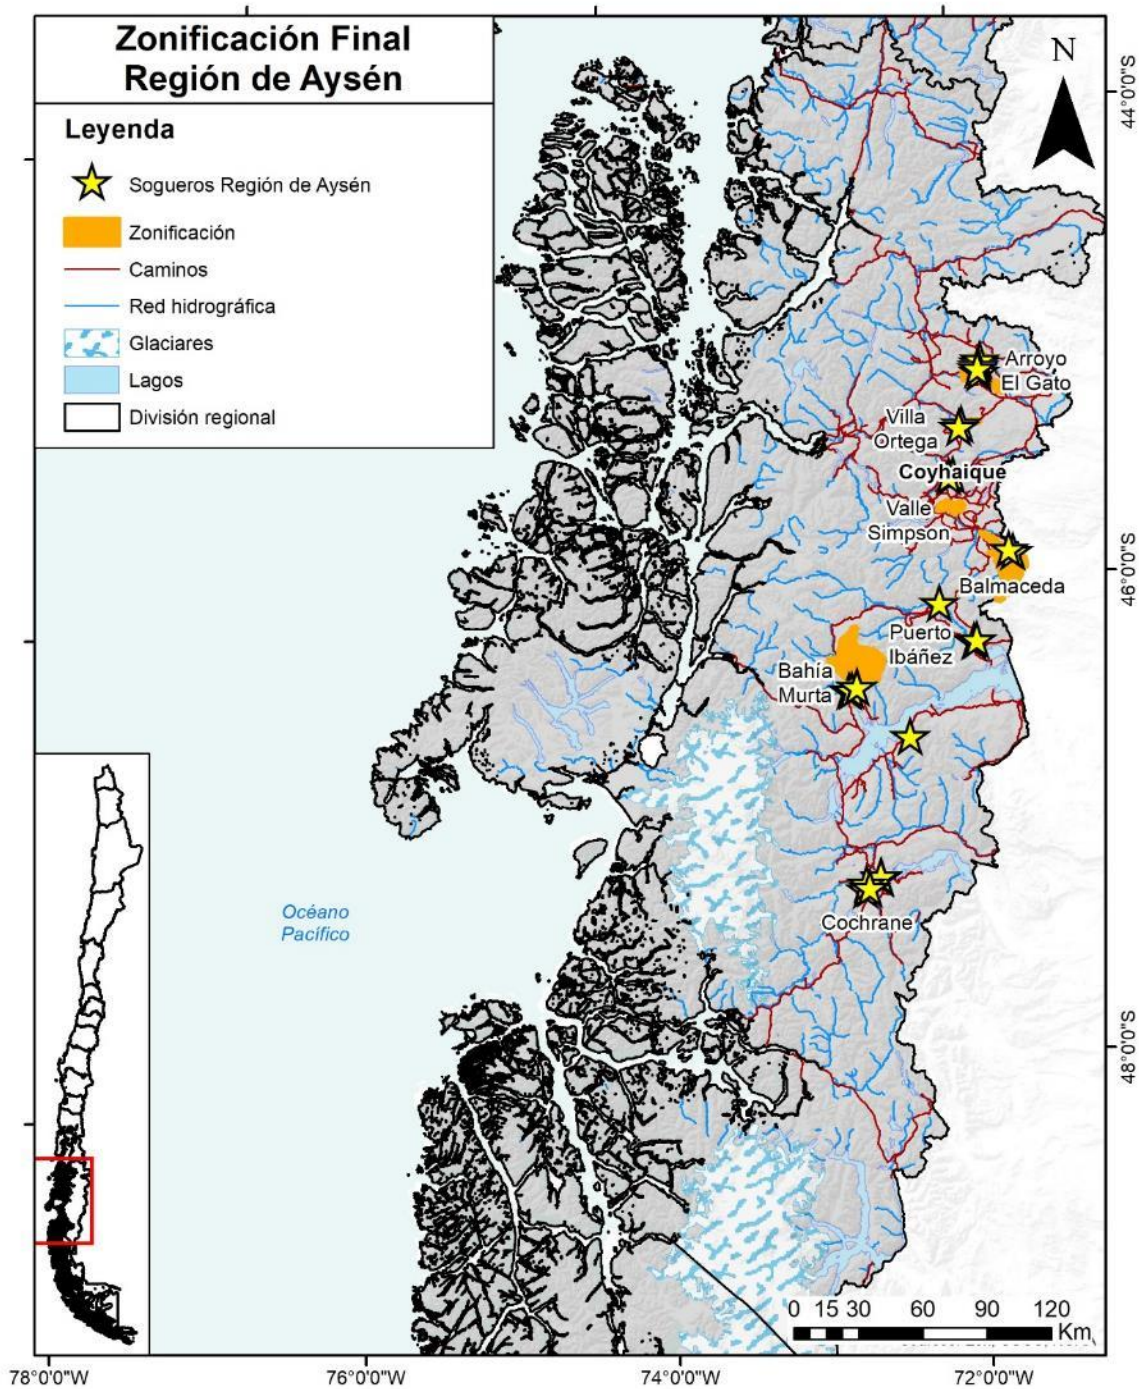 Zonificación Final
Región de Aysén
Leyenda
Sogueros Región de Aysén
Zonificación
Caminos
Red hidrográfica
Glaciares
Lagos
División regional
N
44°0'0"S
46°0'0"S
48°0'0"S
Arroyo
El Gato
Villa
Ortega
Coyhaique
Valle
Simpson
Balmaceda
Puerto
Ibáñez
Bahía
Murta
Cochrane
Océano
Pacífico
0 15 30 60 90 120
Km
78°0'0"W 76°0'0"W 74°0'0"W 72°0'0"W